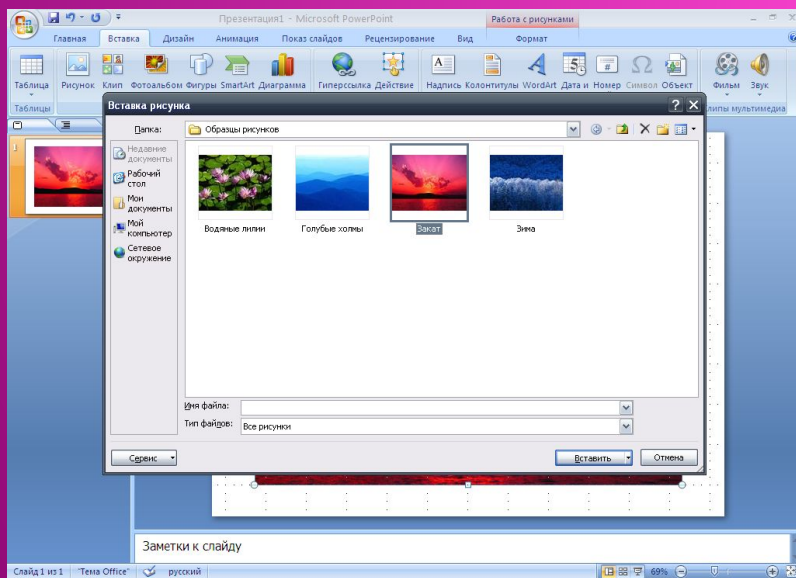 Презентация1 - Microsoft PowerPoint
Работа с рисунками
Главная Вставка Дизайн Анимация Показ слайдов Рецензирование Вид Формат
Таблица Рисунок Клип Фотоальбом Фигуры SmartArt Диаграмма Гиперссылка Действие Надпись Колонтитулы WordArt Дата и Номер Символ Объект Фильм Звук
Таблицы
липы мультимедиа
Вставка рисунка
Папка: Образцы рисунков
Недавние документы
Рабочий стол
Мои документы
Мой компьютер
Сетевое окружение
Водяные лилии Голубые холмы Закат Зима
Имя файла:
Тип файлов: Все рисунки
Сервис Вставить Отмена
1
Заметки к слайду
Слайд 1 из 1 "Тема Office" русский 69%